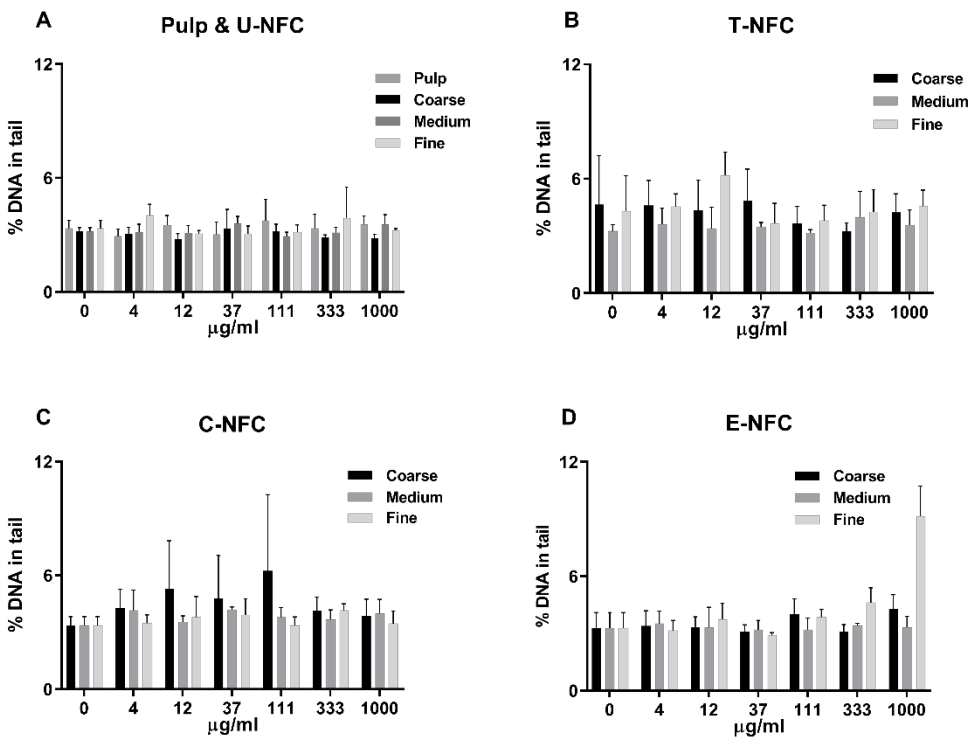 A
Pulp & U-NFC
% DNA in tail
12
6
0
Pulp
Coarse
Medium
Fine
0 4 12 37 111 333 1000
μg/ml
B
T-NFC
% DNA in tail
12
6
0
Coarse
Medium
Fine
0 4 12 37 111 333 1000
μg/ml
C
C-NFC
% DNA in tail
12
6
0
Coarse
Medium
Fine
0 4 12 37 111 333 1000
μg/ml
D
E-NFC
% DNA in tail
12
6
0
Coarse
Medium
Fine
0 4 12 37 111 333 1000
μg/ml